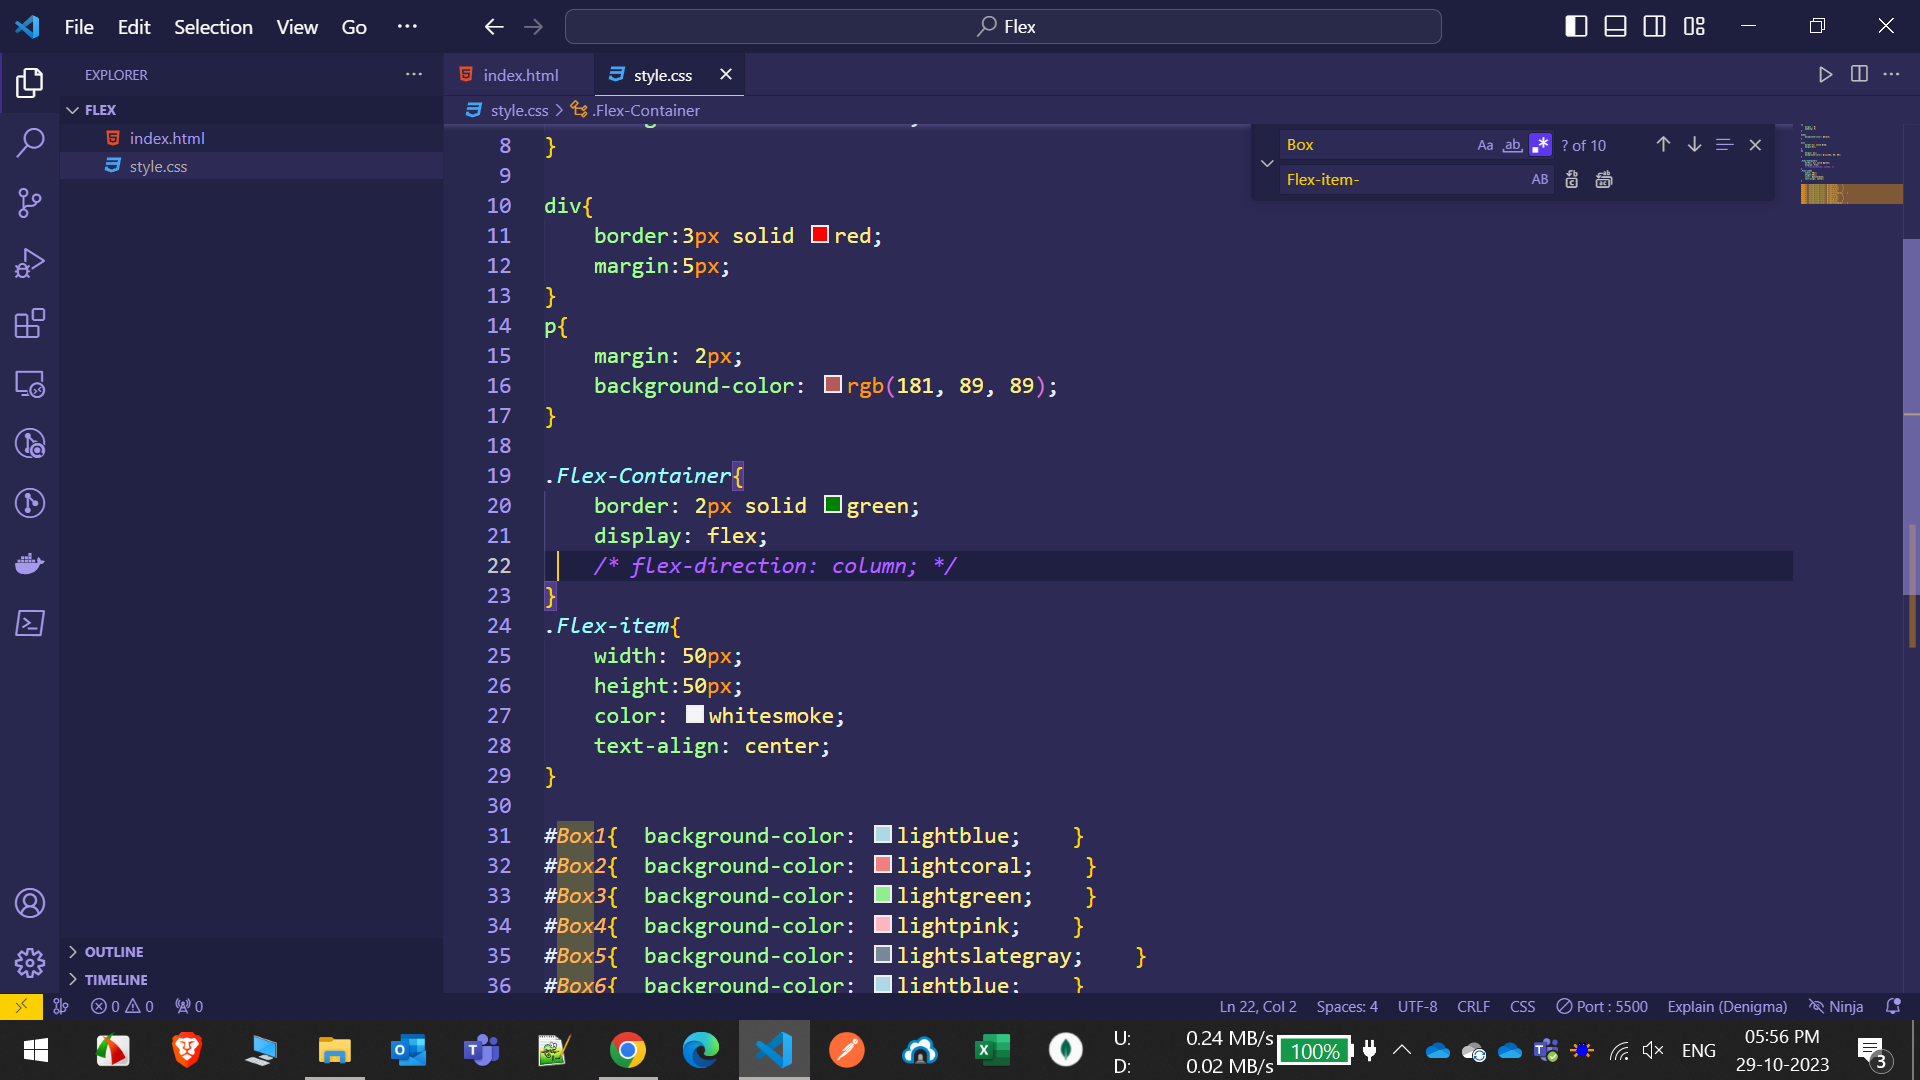 File Edit Selection View Go ···
Flex
EXPLORER
FLEX
index.html
style.css
OUTLINE
TIMELINE
index.html
style.css
style.css > .Flex-Container
Box Aa ab ? of 10
Flex-item- AB
8 }
9
10 div{
11 border:3px solid red;
12 margin:5px;
13 }
14 p{
15 margin: 2px;
16 background-color: rgb(181, 89, 89);
17 }
18
19 .Flex-Container{
20 border: 2px solid green;
21 display: flex;
22 /* flex-direction: column; */
23 }
24 .Flex-item{
25 width: 50px;
26 height:50px;
27 color: whitesmoke;
28 text-align: center;
29 }
30
31 #Box1{ background-color: lightblue; }
32 #Box2{ background-color: lightcoral; }
33 #Box3{ background-color: lightgreen; }
34 #Box4{ background-color: lightpink; }
35 #Box5{ background-color: lightslategray; }
36 #Box6{ background-color: lightblue; }
0 0 0 Ln 22, Col 2 Spaces: 4 UTF-8 CRLF CSS Port : 5500 Explain (Denigma) Ninja
U: 0.24 MB/s
D: 0.02 MB/s
100%
ENG
05:56 PM
29-10-2023
3